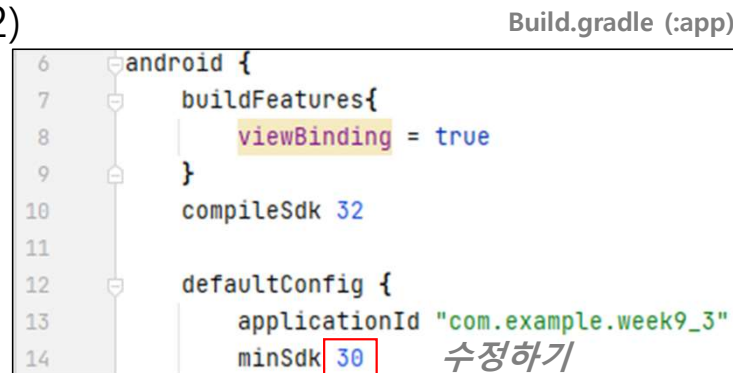 2)
Build.gradle (:app)
6 android {
7 buildFeatures{
8 viewBinding = true
9 }
10 compileSdk 32
11
12 defaultConfig {
13 applicationId "com.example.week9_3"
14 minSdk 30 수정하기